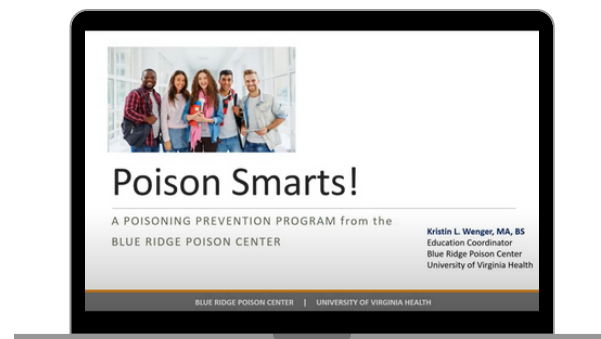 Poison Smarts!
A POISONING PREVENTION PROGRAM from the
BLUE RIDGE POISON CENTER
Kristin L. Wenger, MA, BS
Education Coordinator
Blue Ridge Poison Center
University of Virginia Health
BLUE RIDGE POISON CENTER | UNIVERSITY OF VIRGINIA HEALTH